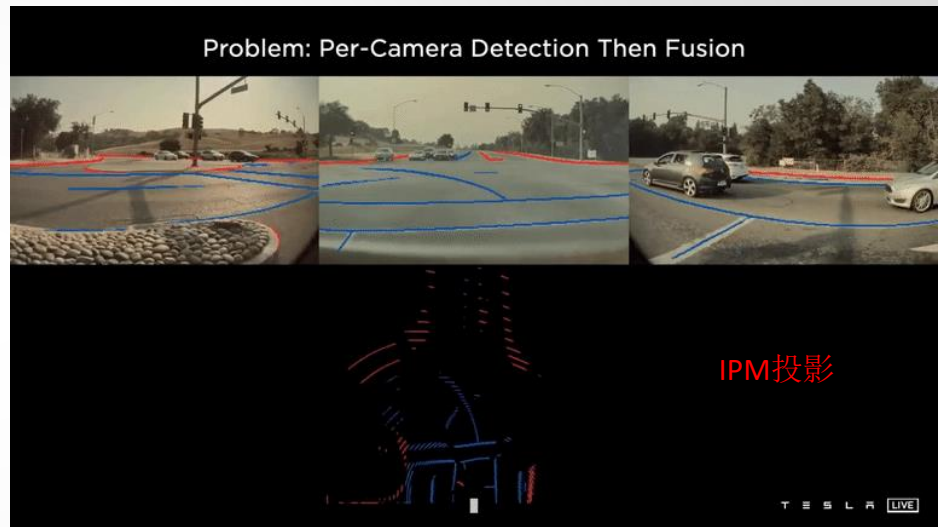 Problem: Per-Camera Detection Then Fusion
IPM投影
TESLA LIVE